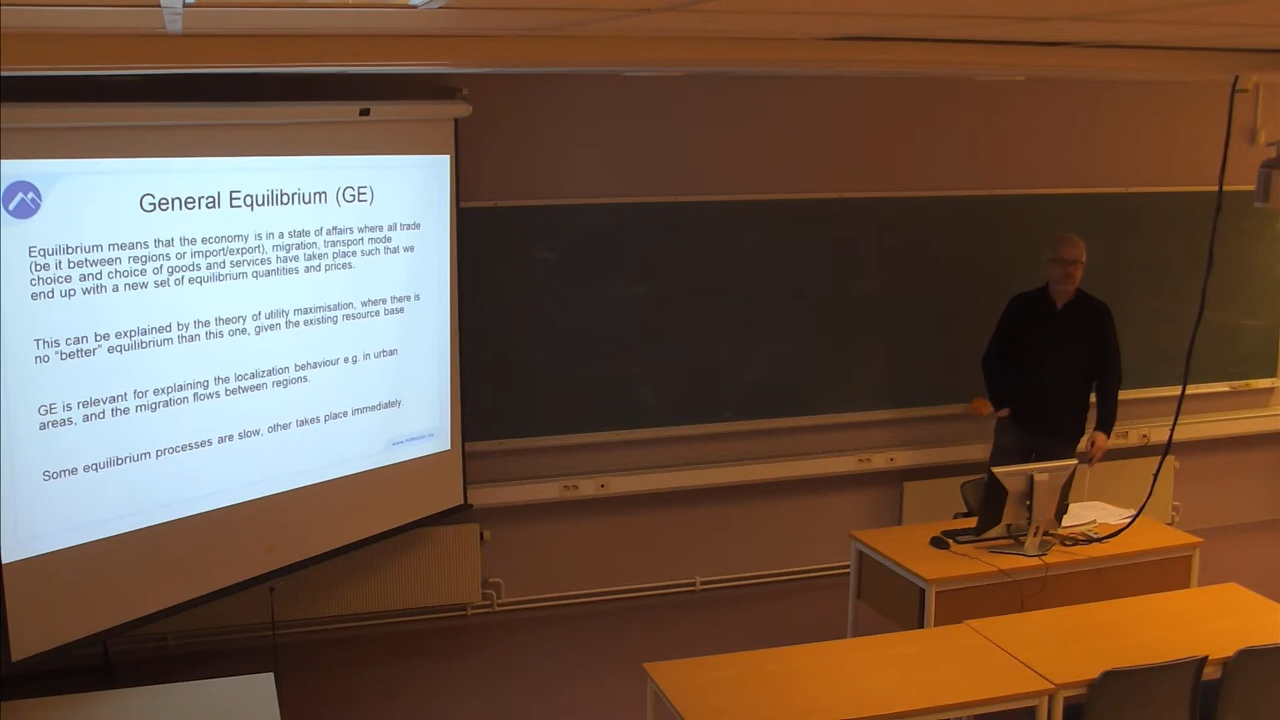 General Equilibrium (GE)
Equilibrium means that the economy is in a state of affairs where all trade
(be it between regions or import/export), migration, transport mode
choice and choice of goods and services have taken place such that we
end up with a new set of equilibrium quantities and prices.
This can be explained by the theory of utility maximisation, where there is
no "better" equilibrium than this one, given the existing resource base
GE is relevant for explaining the localization behaviour e.g. in urban
areas, and the migration flows between regions.
Some equilibrium processes are slow, other takes place immediately.